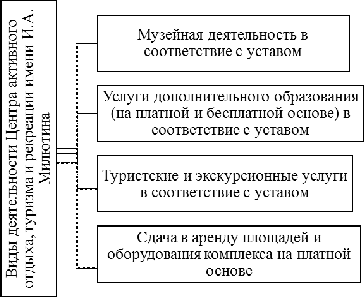 Виды деятельности Центра активного
отдыха, туризма и рекреации имени И.А.
Милютина
Музейная деятельность в
соответствие с уставом
Услуги дополнительного образования
(на платной и бесплатной основе) в
соответствие с уставом
Туристские и экскурсионные услуги
в соответствие с уставом
Сдача в аренду площадей и
оборудования комплекса на платной
основе